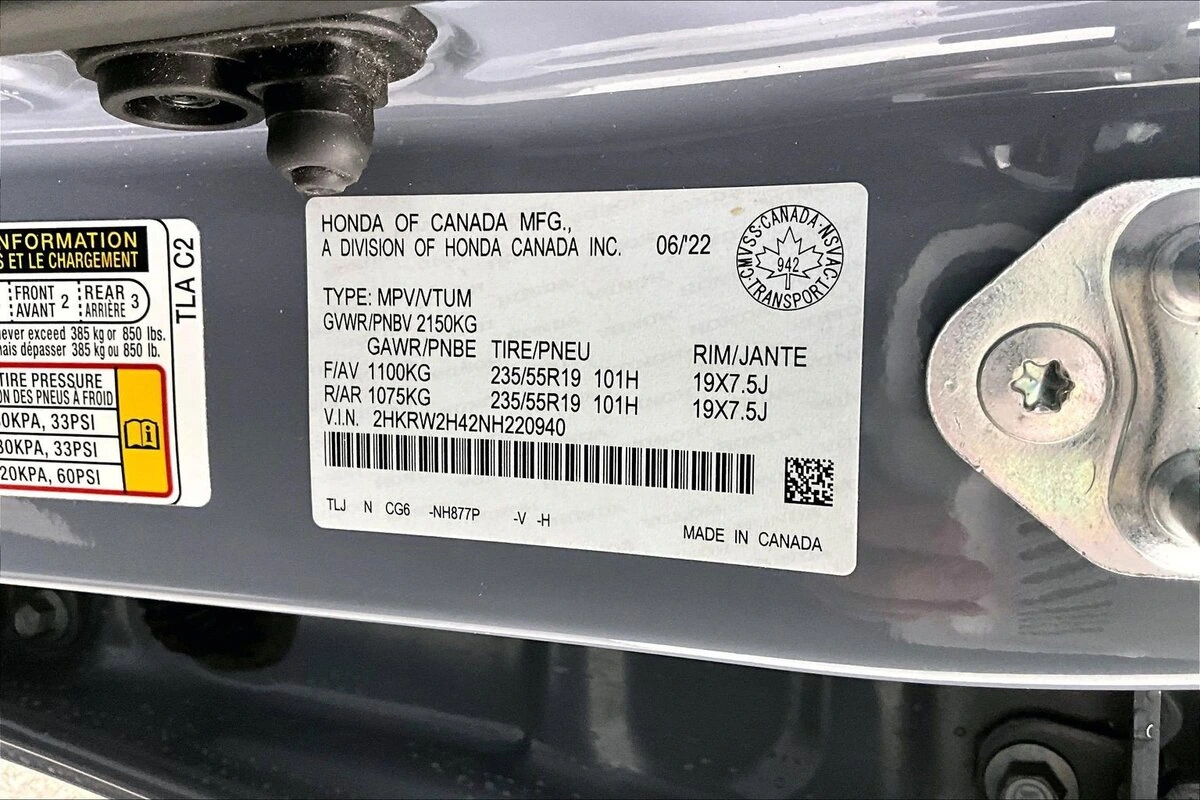 NFORMATION
S ET LE CHARGEMENT
FRONT
AVANT 2
REAR
ARRIÈRE 3
never exceed 385 kg or 850 lbs.
ais dépasser 385 kg ou 850 lb.
TIRE PRESSURE
ON DES PNEUS À FROID
0KPA, 33PSI
30KPA, 33PSI
20KPA, 60PSI
TLA C2
HONDA OF CANADA MFG.,
A DIVISION OF HONDA CANADA INC. 06/'22
CMVSS·CANADA·NSVAC·TRANSPORT·
942
TYPE: MPV/VTUM
GVWR/PNBV 2150KG
GAWR/PNBE TIRE/PNEU RIM/JANTE
F/AV 1100KG 235/55R19 101H 19X7.5J
R/AR 1075KG 235/55R19 101H 19X7.5J
V.I.N. 2HKRW2H42NH220940
TLJ N CG6 -NH877P -V -H
MADE IN CANADA